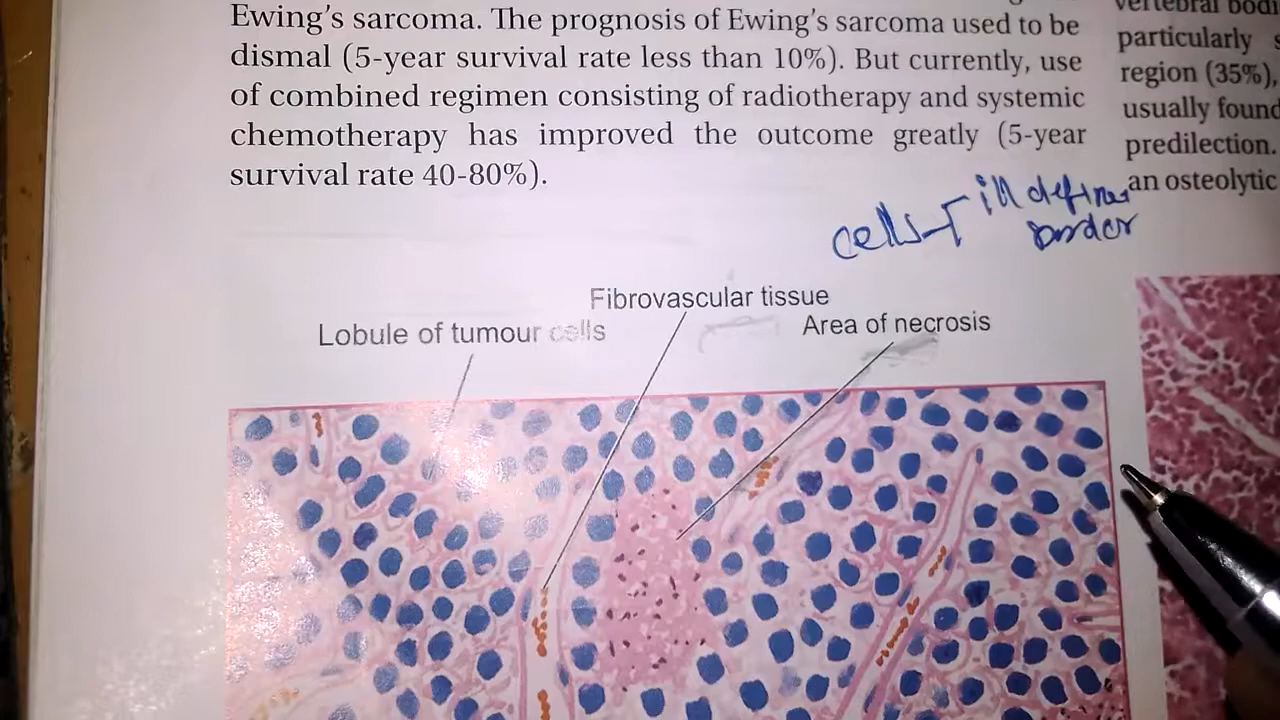 Ewing's sarcoma. The prognosis of Ewing's sarcoma used to be
dismal (5-year survival rate less than 10%). But currently, use
of combined regimen consisting of radiotherapy and systemic
chemotherapy has improved the outcome greatly (5-year
survival rate 40-80%).
vertebral bodi
particularly s
region (35%),
usually found
predilection.
an osteolytic
cells ill defined
border
Fibrovascular tissue
Lobule of tumour cells
Area of necrosis